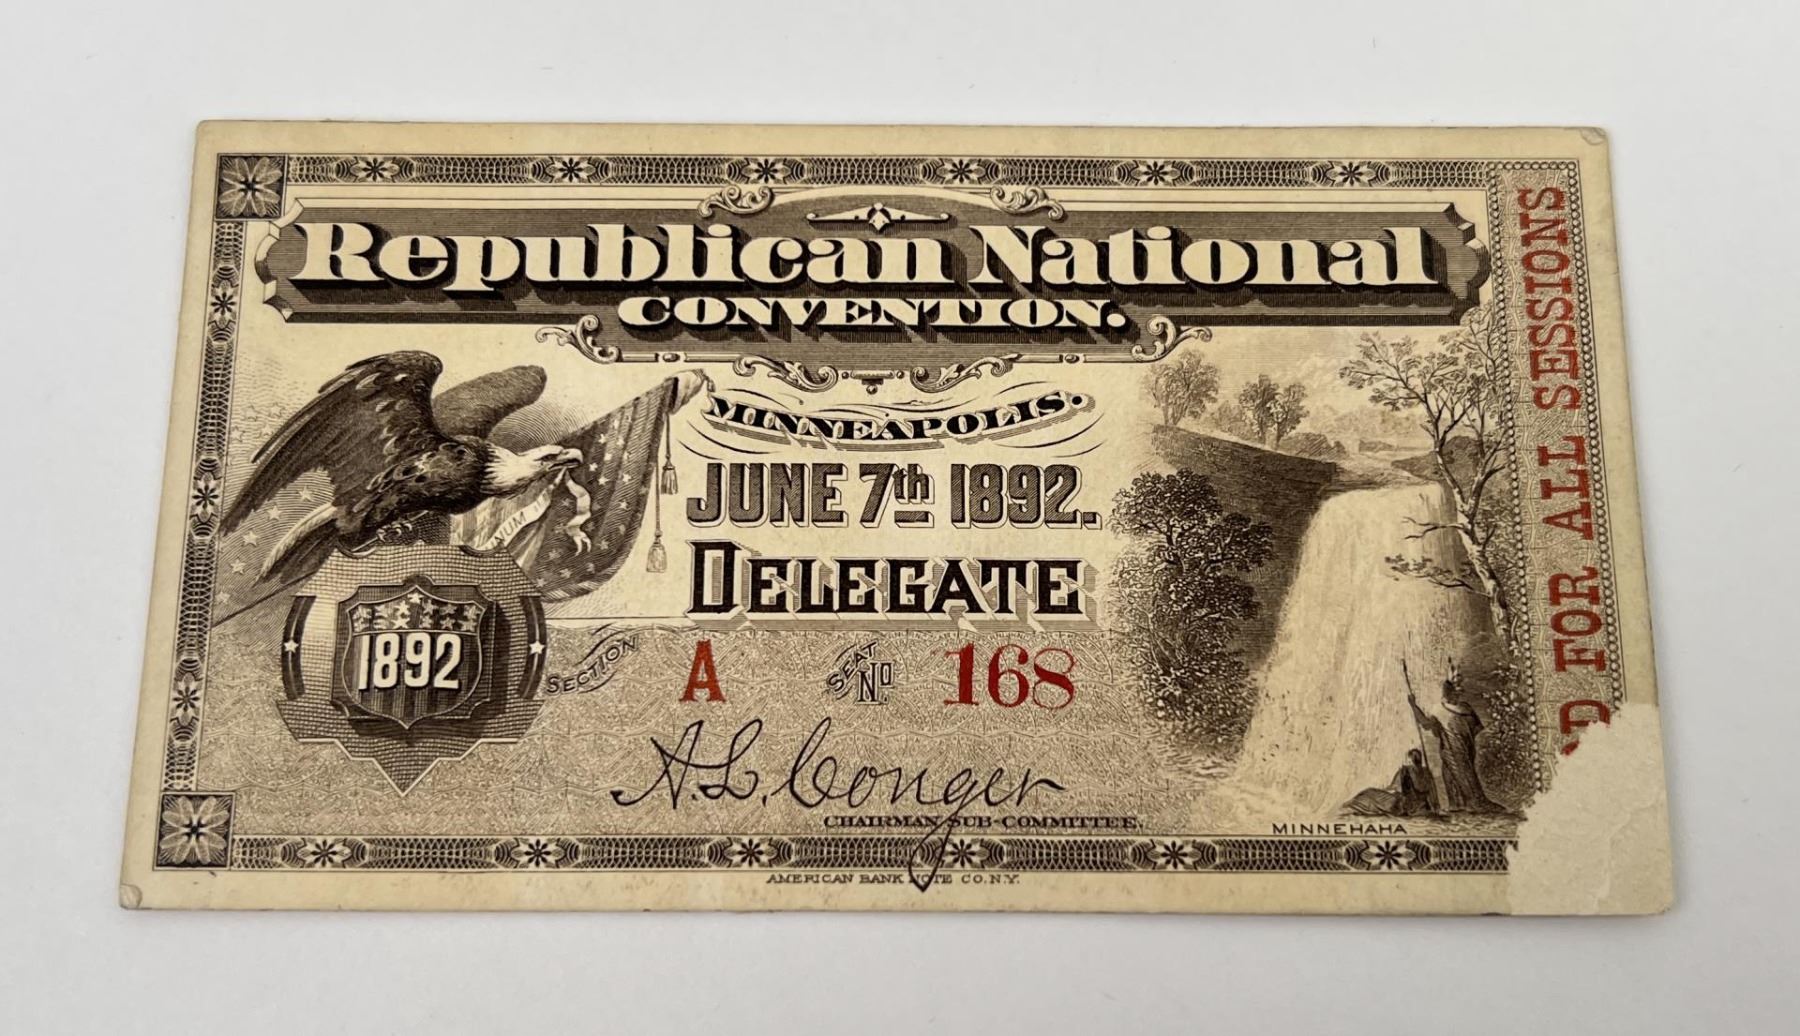 Republican National
CONVENTION.
MINNEAPOLIS.
JUNE 7th 1892.
DELEGATE
NUM
1892
SECTION A SEAT No. 168
A. L. Conger
CHAIRMAN SUB-COMMITTEE.
MINNEHAHA
AMERICAN BANK NOTE CO. N.Y.
D FOR ALL SESSIONS